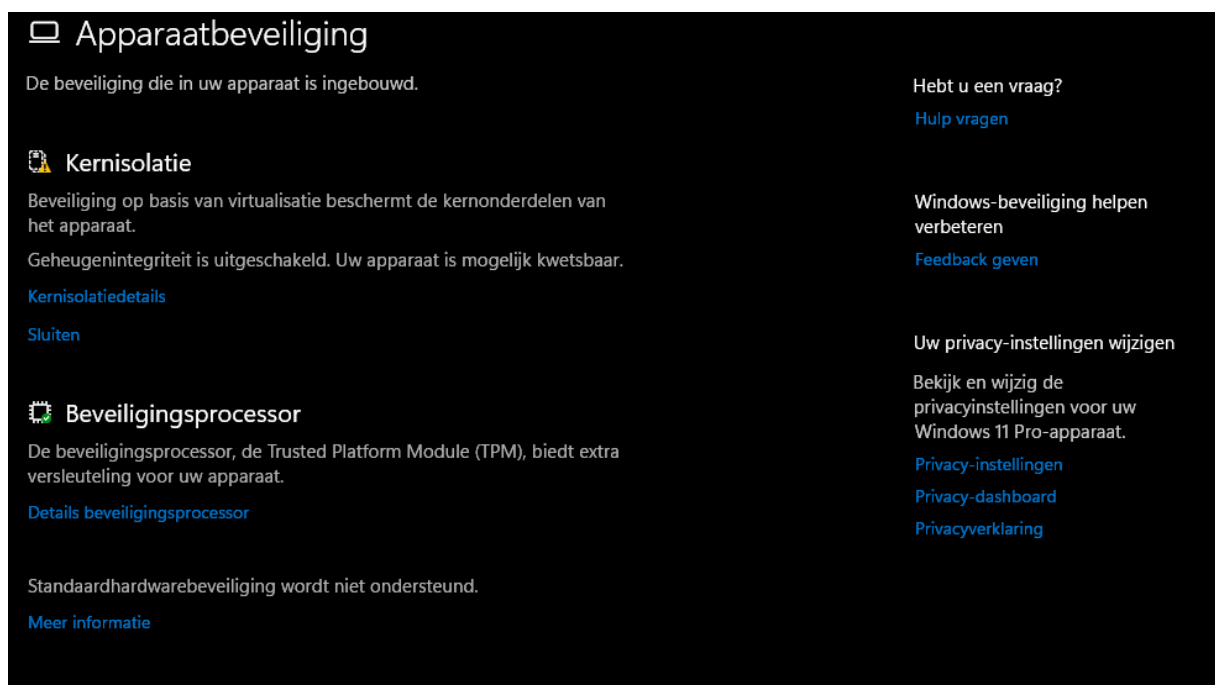 Apparaatbeveiliging
De beveiliging die in uw apparaat is ingebouwd.
Kernisolatie
Beveiliging op basis van virtualisatie beschermt de kernonderdelen van
het apparaat.
Geheugenintegriteit is uitgeschakeld. Uw apparaat is mogelijk kwetsbaar.
Kernisolatiedetails
Sluiten
Beveiligingsprocessor
De beveiligingsprocessor, de Trusted Platform Module (TPM), biedt extra
versleuteling voor uw apparaat.
Details beveiligingsprocessor
Standaardhardwarebeveiliging wordt niet ondersteund.
Meer informatie
Hebt u een vraag?
Hulp vragen
Windows-beveiliging helpen
verbeteren
Feedback geven
Uw privacy-instellingen wijzigen
Bekijk en wijzig de
privacyinstellingen voor uw
Windows 11 Pro-apparaat.
Privacy-instellingen
Privacy-dashboard
Privacyverklaring